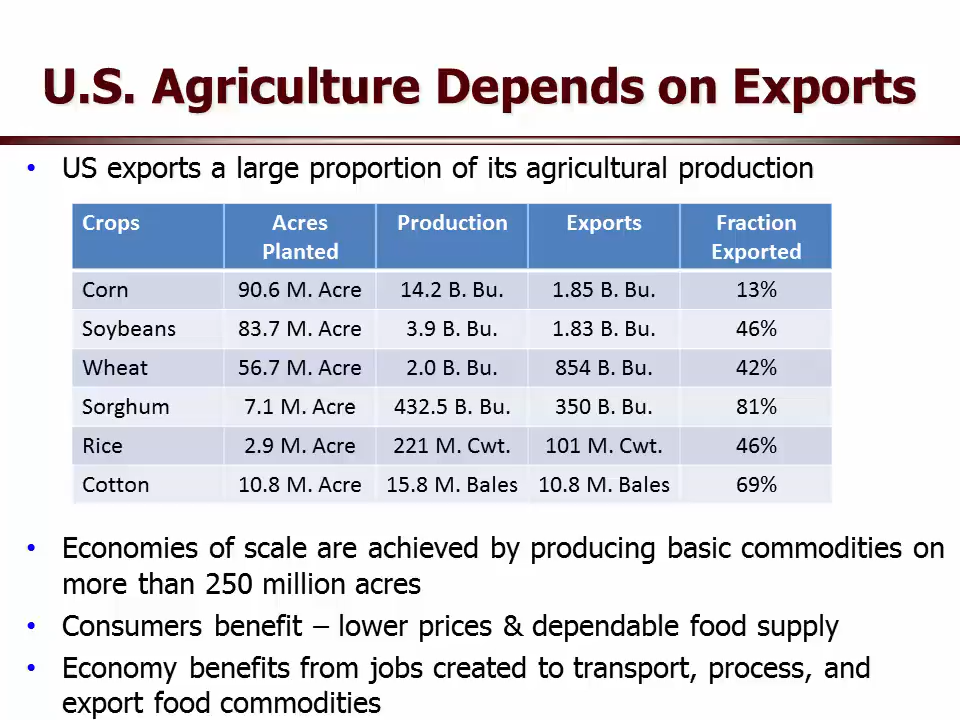 U.S. Agriculture Depends on Exports
• US exports a large proportion of its agricultural production
Crops Acres Planted Production Exports Fraction Exported
Corn 90.6 M. Acre 14.2 B. Bu. 1.85 B. Bu. 13%
Soybeans 83.7 M. Acre 3.9 B. Bu. 1.83 B. Bu. 46%
Wheat 56.7 M. Acre 2.0 B. Bu. 854 B. Bu. 42%
Sorghum 7.1 M. Acre 432.5 B. Bu. 350 B. Bu. 81%
Rice 2.9 M. Acre 221 M. Cwt. 101 M. Cwt. 46%
Cotton 10.8 M. Acre 15.8 M. Bales 10.8 M. Bales 69%
• Economies of scale are achieved by producing basic commodities on
more than 250 million acres
• Consumers benefit – lower prices & dependable food supply
• Economy benefits from jobs created to transport, process, and
export food commodities